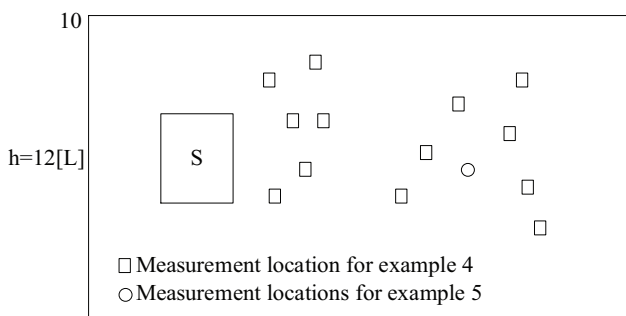 10
h=12[L]
S
Measurement location for example 4
Measurement locations for example 5